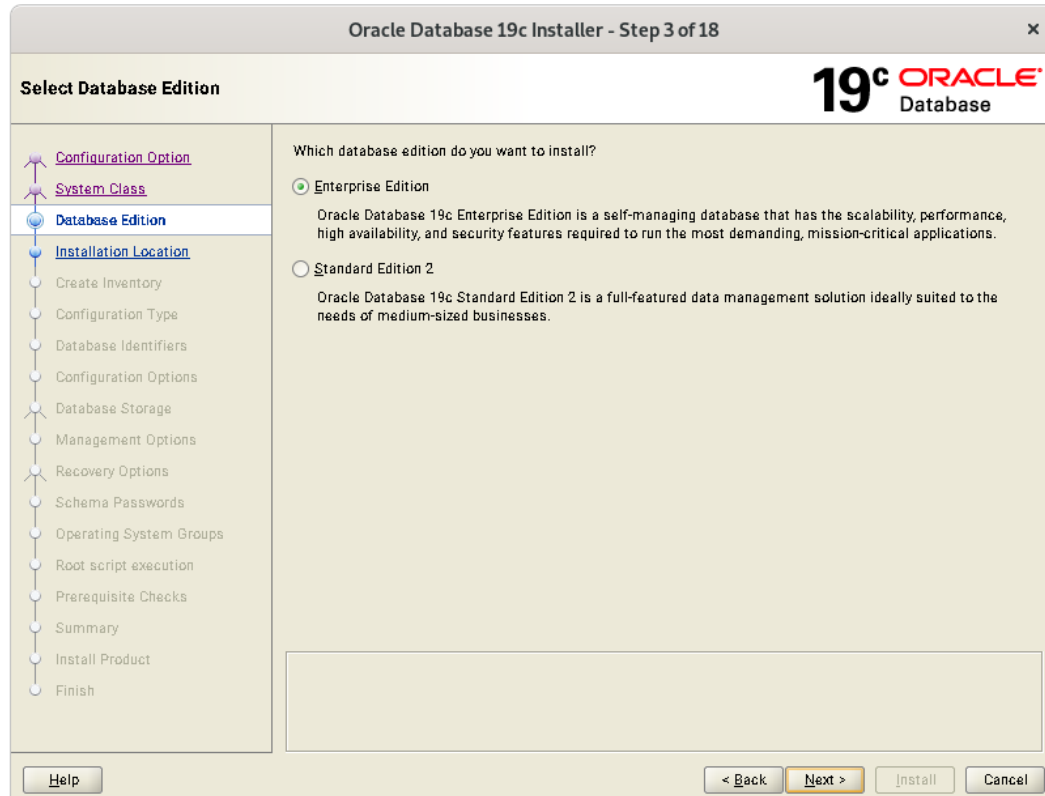 Oracle Database 19c Installer - Step 3 of 18
×
Select Database Edition
19c ORACLE
Database
Configuration Option
System Class
Database Edition
Installation Location
Create Inventory
Configuration Type
Database Identifiers
Configuration Options
Database Storage
Management Options
Recovery Options
Schema Passwords
Operating System Groups
Root script execution
Prerequisite Checks
Summary
Install Product
Finish
Which database edition do you want to install?
Enterprise Edition
Oracle Database 19c Enterprise Edition is a self-managing database that has the scalability, performance,
high availability, and security features required to run the most demanding, mission-critical applications.
Standard Edition 2
Oracle Database 19c Standard Edition 2 is a full-featured data management solution ideally suited to the
needs of medium-sized businesses.
Help
< Back
Next >
Install
Cancel